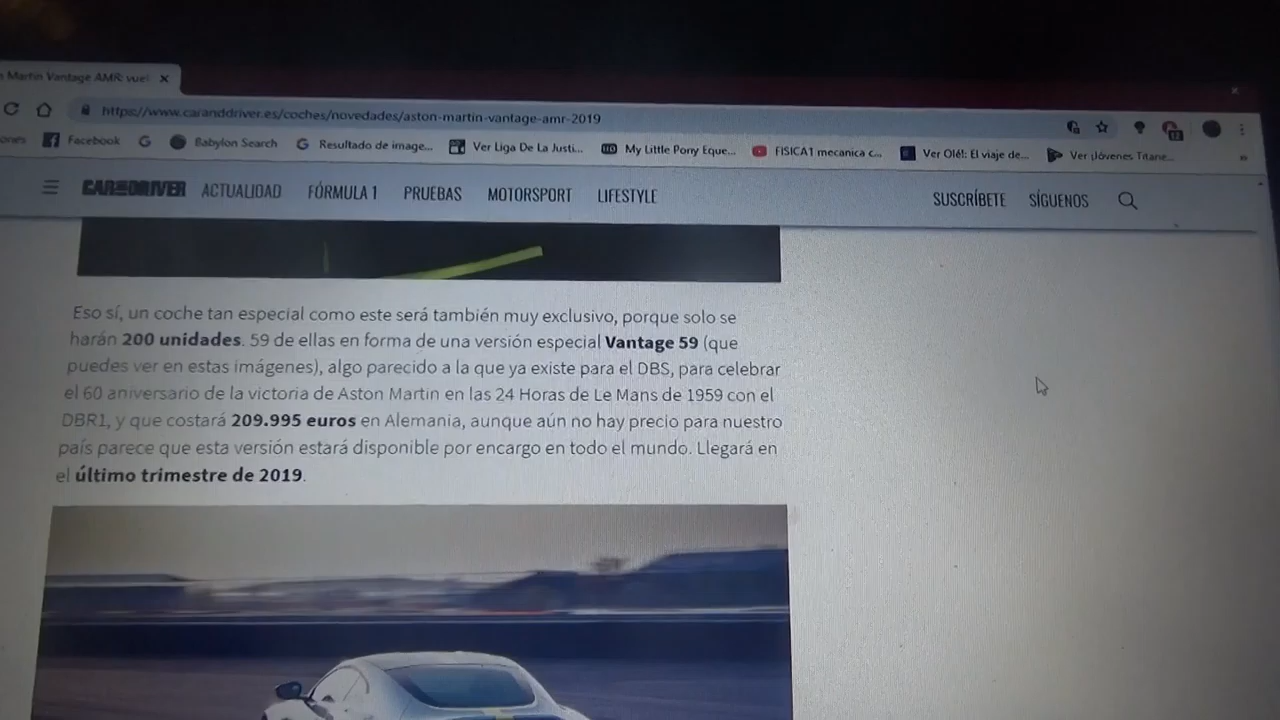 Martin Vantage AMR: vuel
https://www.caranddriver.es/coches/novedades/aston-martin-vantage-amr-2019
ones Facebook Babylon Search Resultado de image... Ver Liga De La Justi... My Little Pony Eque... FISICA1 mecanica c... Ver Olé!: El viaje de... Ver ¡Jóvenes Titane...
CAR AND DRIVER ACTUALIDAD FÓRMULA 1 PRUEBAS MOTORSPORT LIFESTYLE SUSCRÍBETE SÍGUENOS
Eso sí, un coche tan especial como este será también muy exclusivo, porque solo se
harán 200 unidades. 59 de ellas en forma de una versión especial Vantage 59 (que
puedes ver en estas imágenes), algo parecido a la que ya existe para el DBS, para celebrar
el 60 aniversario de la victoria de Aston Martin en las 24 Horas de Le Mans de 1959 con el
DBR1, y que costará 209.995 euros en Alemania, aunque aún no hay precio para nuestro
país parece que esta versión estará disponible por encargo en todo el mundo. Llegará en
el último trimestre de 2019.